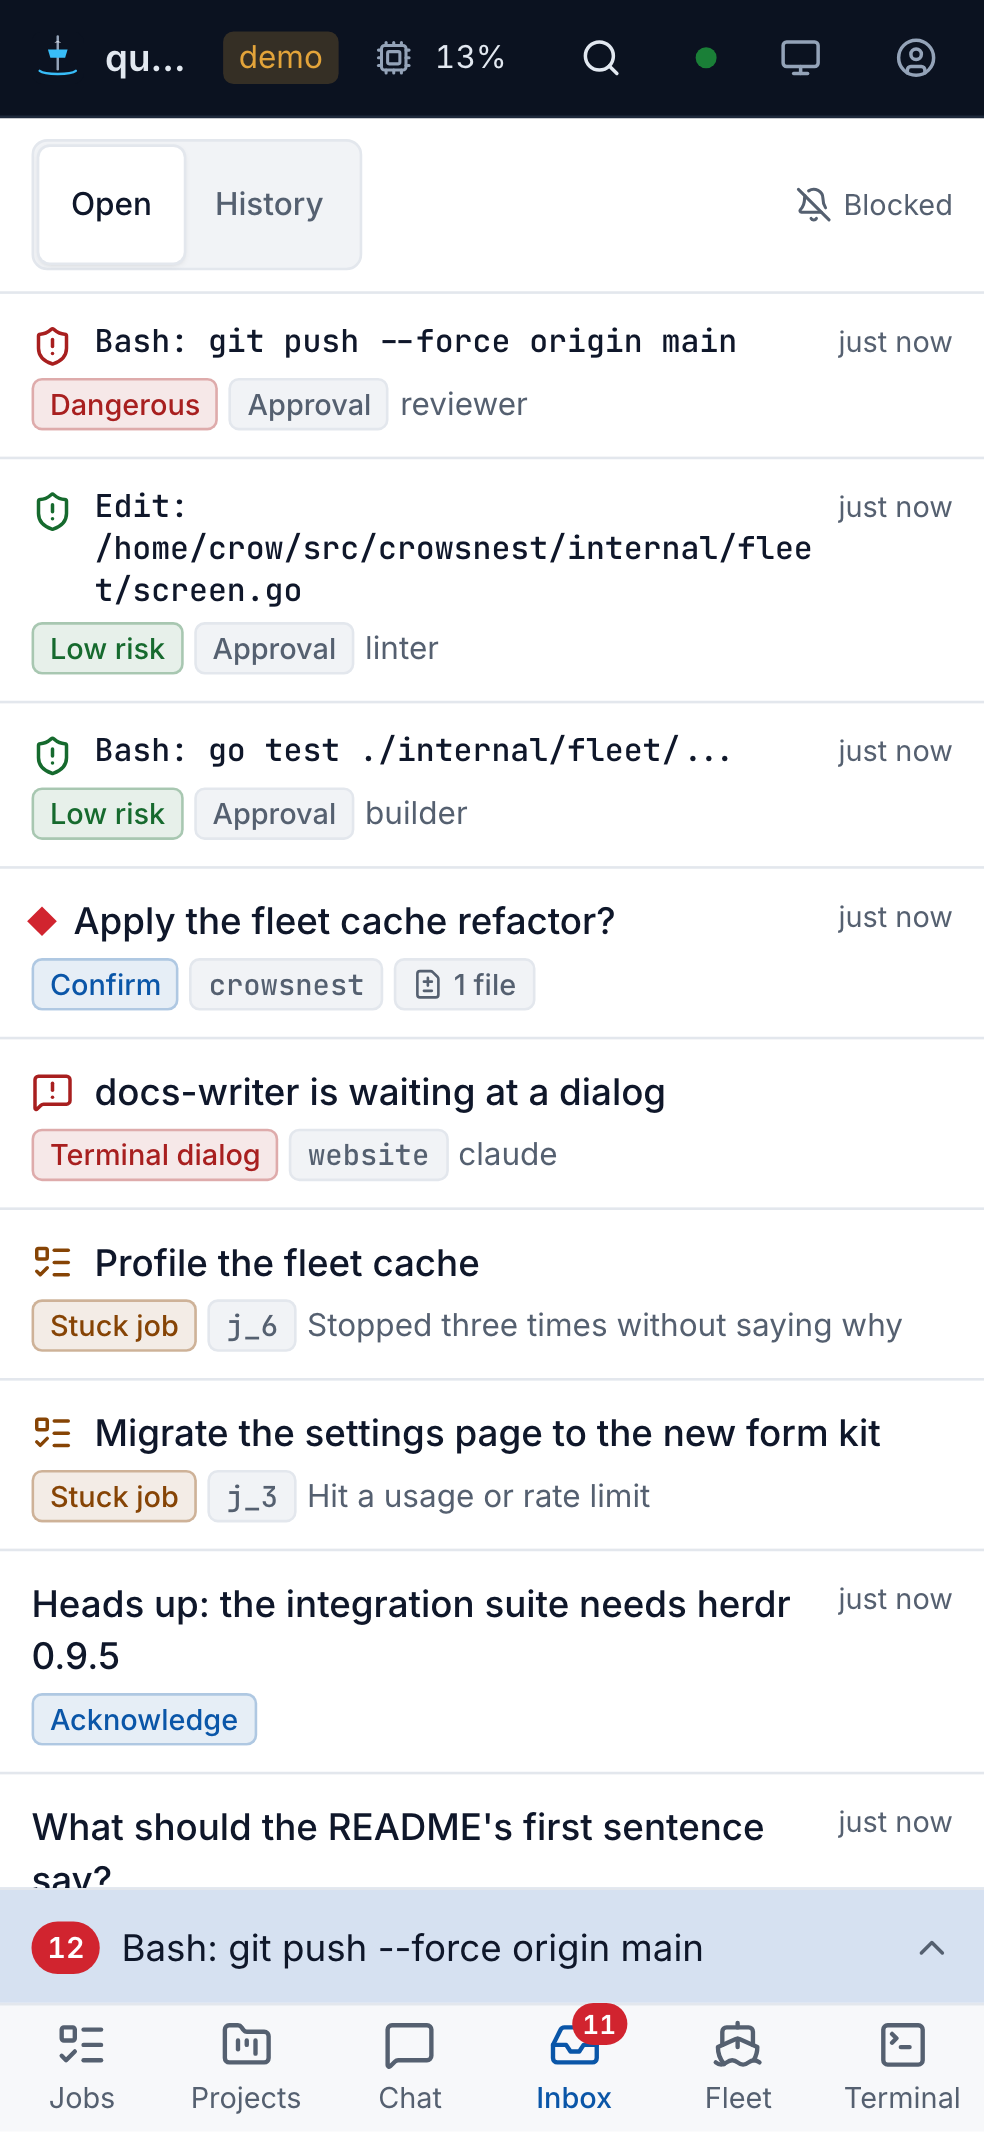 qu...
demo
13%
Open
History
Blocked
Bash: git push --force origin main
just now
Dangerous
Approval
reviewer
Edit:
/home/crow/src/crowsnest/internal/flee
t/screen.go
just now
Low risk
Approval
linter
Bash: go test ./internal/fleet/...
just now
Low risk
Approval
builder
Apply the fleet cache refactor?
just now
Confirm
crowsnest
1 file
docs-writer is waiting at a dialog
Terminal dialog
website
claude
Profile the fleet cache
Stuck job
j_6
Stopped three times without saying why
Migrate the settings page to the new form kit
Stuck job
j_3
Hit a usage or rate limit
Heads up: the integration suite needs herdr
0.9.5
just now
Acknowledge
What should the README's first sentence
say?
just now
12
Bash: git push --force origin main
11
Jobs
Projects
Chat
Inbox
Fleet
Terminal